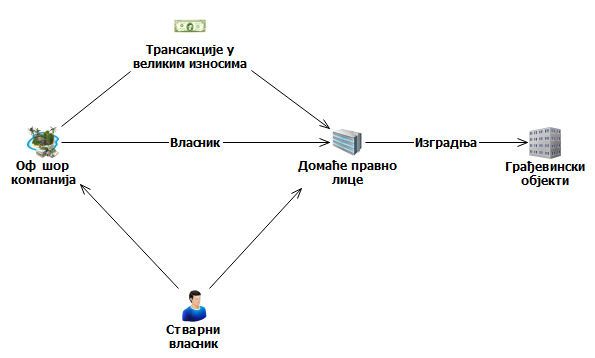 Трансакције у
великим износима
Оф шор
компанија
Власник
Домаће правно
лице
Изградња
Грађевински
објекти
Стварни
власник